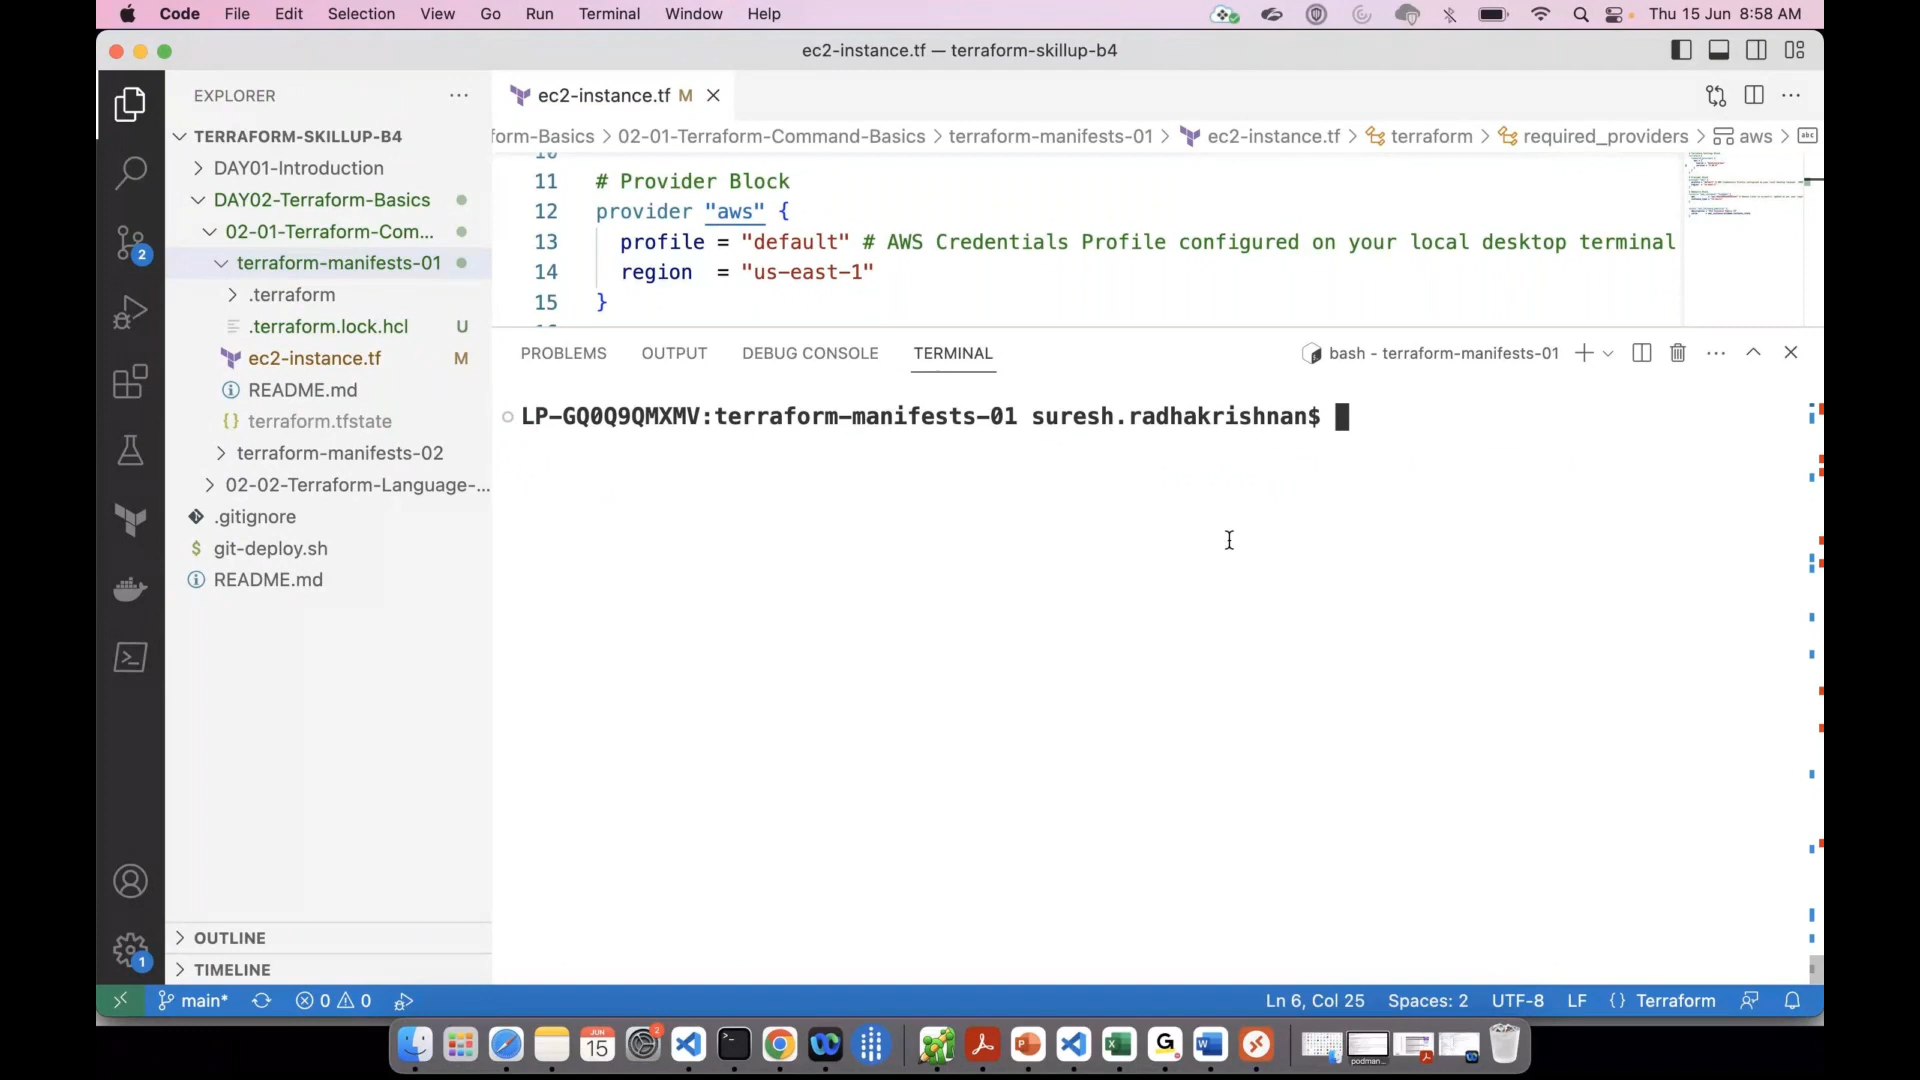 Code File Edit Selection View Go Run Terminal Window Help Thu 15 Jun 8:58 AM
ec2-instance.tf — terraform-skillup-b4
EXPLORER
TERRAFORM-SKILLUP-B4
DAY01-Introduction
DAY02-Terraform-Basics
02-01-Terraform-Com...
terraform-manifests-01
.terraform
.terraform.lock.hcl U
ec2-instance.tf M
README.md
terraform.tfstate
terraform-manifests-02
02-02-Terraform-Language-...
.gitignore
git-deploy.sh
README.md
OUTLINE
TIMELINE
ec2-instance.tf M
form-Basics > 02-01-Terraform-Command-Basics > terraform-manifests-01 > ec2-instance.tf > terraform > required_providers > aws >
11 # Provider Block
12 provider "aws" {
13 profile = "default" # AWS Credentials Profile configured on your local desktop terminal
14 region = "us-east-1"
15 }
PROBLEMS OUTPUT DEBUG CONSOLE TERMINAL bash - terraform-manifests-01
LP-GQ0Q9QMXMV:terraform-manifests-01 suresh.radhakrishnan$
2
1
main* 0 0 Ln 6, Col 25 Spaces: 2 UTF-8 LF {} Terraform
JUN
15
2
podman...